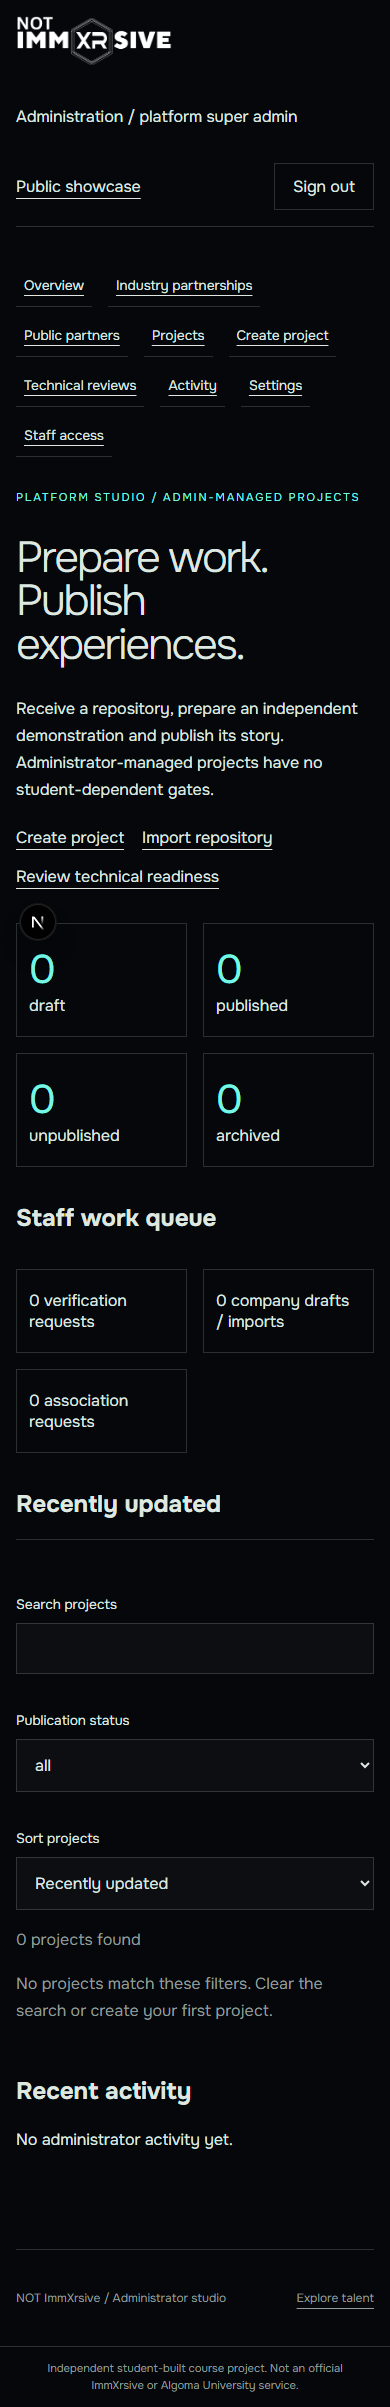 NOT
IMMXRSIVE
Administration / platform super admin
Public showcase
Sign out
Overview
Industry partnerships
Public partners
Projects
Create project
Technical reviews
Activity
Settings
Staff access
PLATFORM STUDIO / ADMIN-MANAGED PROJECTS
Prepare work.
Publish
experiences.
Receive a repository, prepare an independent
demonstration and publish its story.
Administrator-managed projects have no
student-dependent gates.
Create project
Import repository
Review technical readiness
N
0
draft
0
published
0
unpublished
0
archived
Staff work queue
0 verification
requests
0 company drafts
/ imports
0 association
requests
Recently updated
Search projects
Publication status
all
Sort projects
Recently updated
0 projects found
No projects match these filters. Clear the
search or create your first project.
Recent activity
No administrator activity yet.
NOT ImmXrsive / Administrator studio
Explore talent
Independent student-built course project. Not an official
ImmXrsive or Algoma University service.